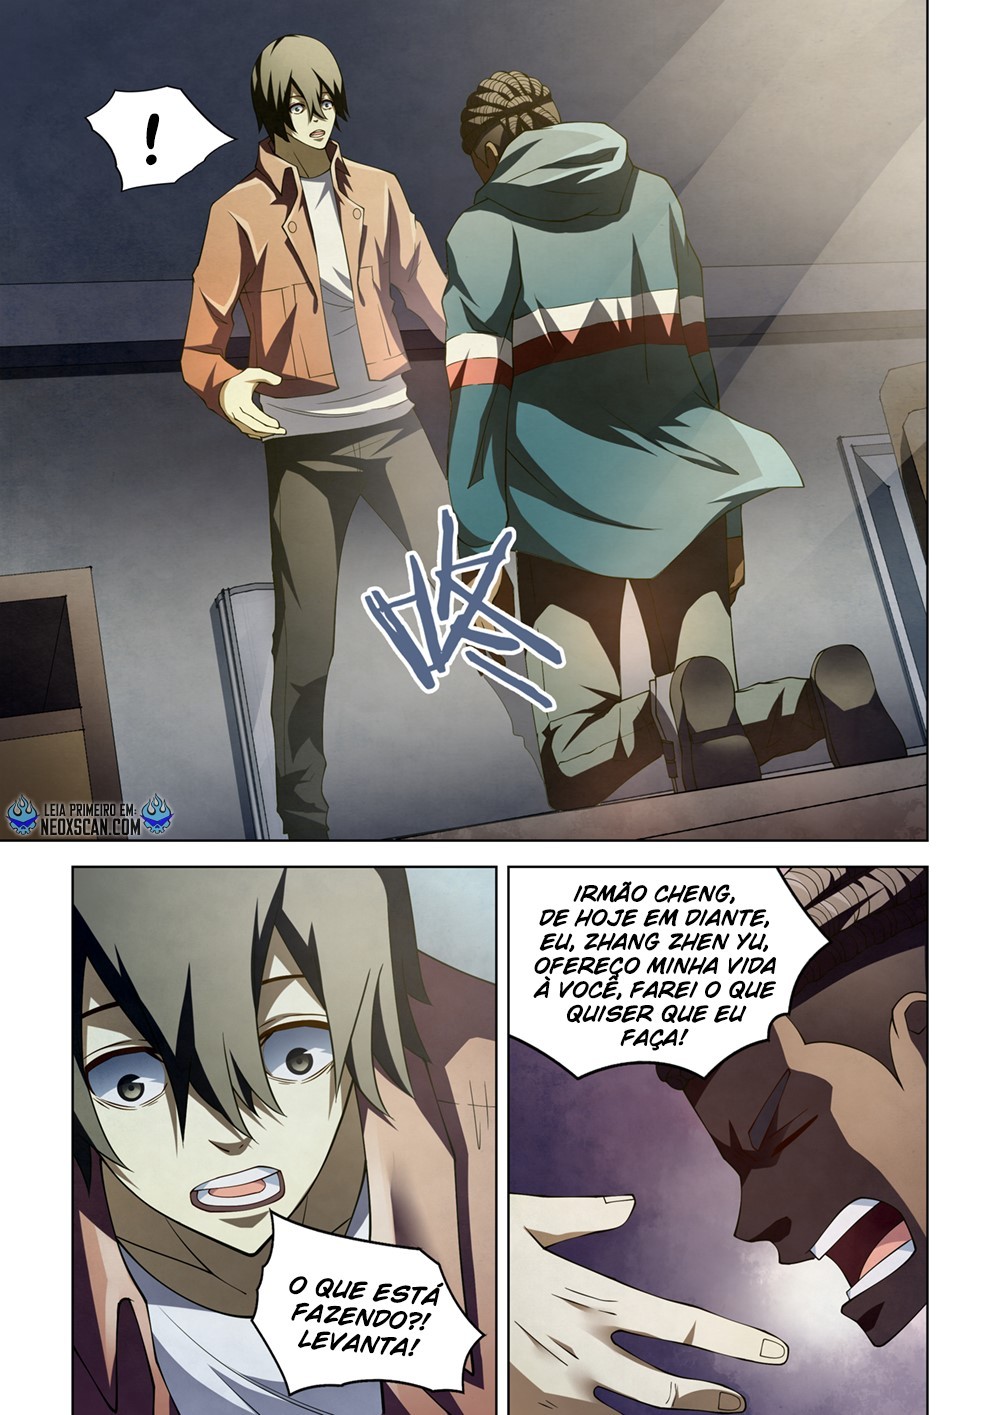 !
LEIA PRIMEIRO EM:
NEOXSCAN.COM
IRMÃO CHENG,
DE HOJE EM DIANTE,
EU, ZHANG ZHEN YU,
OFEREÇO MINHA VIDA
À VOCÊ, FAREI O QUE
QUISER QUE EU
FAÇA!
O QUE ESTÁ
FAZENDO?!
LEVANTA!